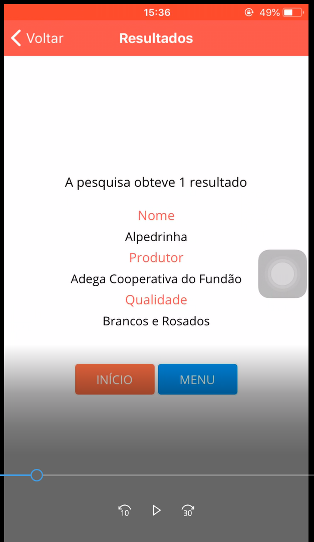 15:36
49%
Voltar
Resultados
A pesquisa obteve 1 resultado
Nome
Alpedrinha
Produtor
Adega Cooperativa do Fundão
Qualidade
Brancos e Rosados
INÍCIO
MENU
10
30